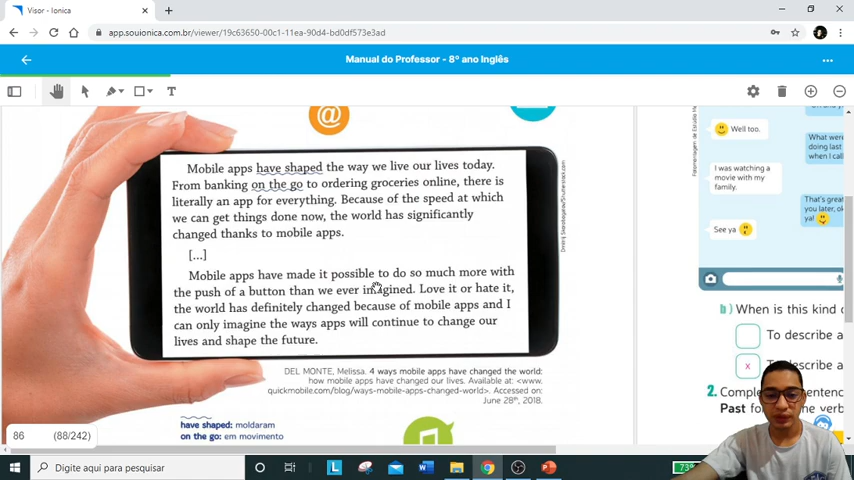 Visor - Ionica
app.souionica.com.br/viewer/19c63650-00c1-11ea-90d4-bd0df573e3ad
Manual do Professor - 8º ano Inglês
T
@
Mobile apps have shaped the way we live our lives today.
From banking on the go to ordering groceries online, there is
literally an app for everything. Because of the speed at which
we can get things done now, the world has significantly
changed thanks to mobile apps.
[...]
Mobile apps have made it possible to do so much more with
the push of a button than we ever imagined. Love it or hate it,
the world has definitely changed because of mobile apps and I
can only imagine the ways apps will continue to change our
lives and shape the future.
DEL MONTE, Melissa. 4 ways mobile apps have changed the world:
how mobile apps have changed our lives. Available at: <www.
quickmobile.com/blog/ways-mobile-apps-changed-world>. Accessed on:
June 28th, 2018.
have shaped: moldaram
on the go: em movimento
86 (88/242)
Well too.
What were
doing last
when I call
I was watching a
movie with my
family.
That's grea
you later, ok
ya!
See ya
b) When is this kind
To describe a
x
describe a
2. Comple
entenc
Past fo
the verb
Digite aqui para pesquisar
L
73%